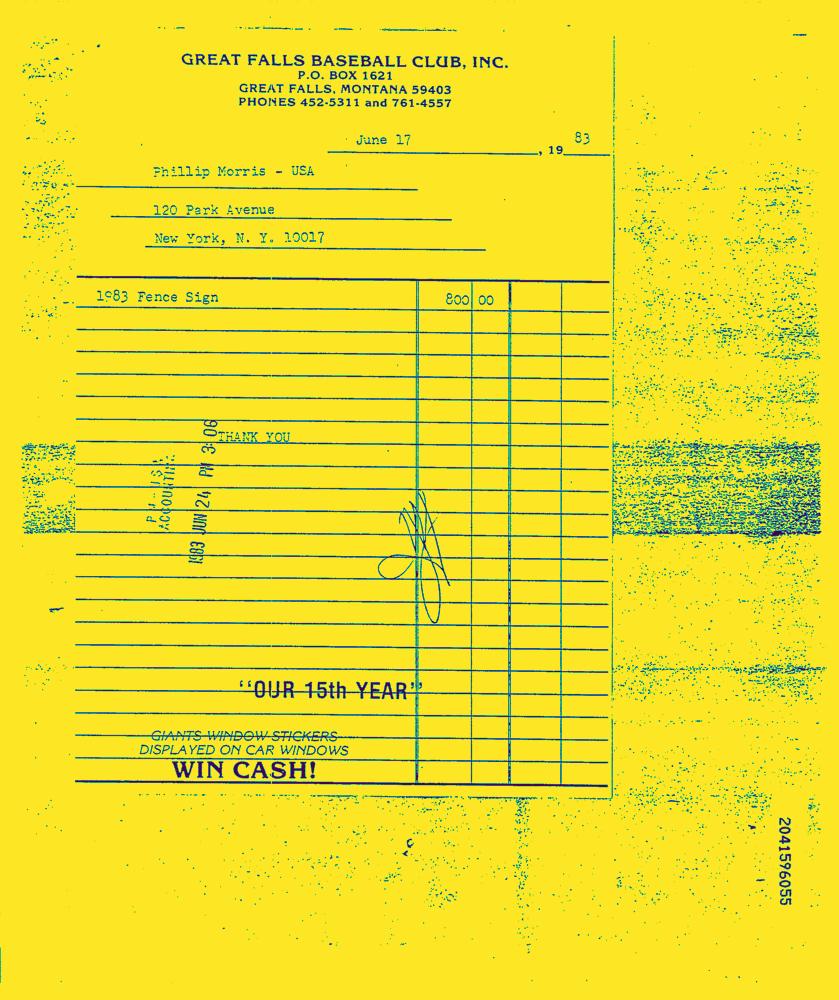 GREAT FALLS BASEBALL CLUB, INC.
P.O. BOX 1621
GREAT FALLS, MONTANA 59403
PHONES 452-5311 and 761-4557
June 17, 19 83
Phillip Morris - USA
120 Park Avenue
New York, N. Y. 10017
1983 Fence Sign 800 00
THANK YOU
ACCOUNTING
1983 JUN 24 PM 3:06
"OUR 15th YEAR"
GIANTS WINDOW STICKERS
DISPLAYED ON CAR WINDOWS
WIN CASH!
2041596055